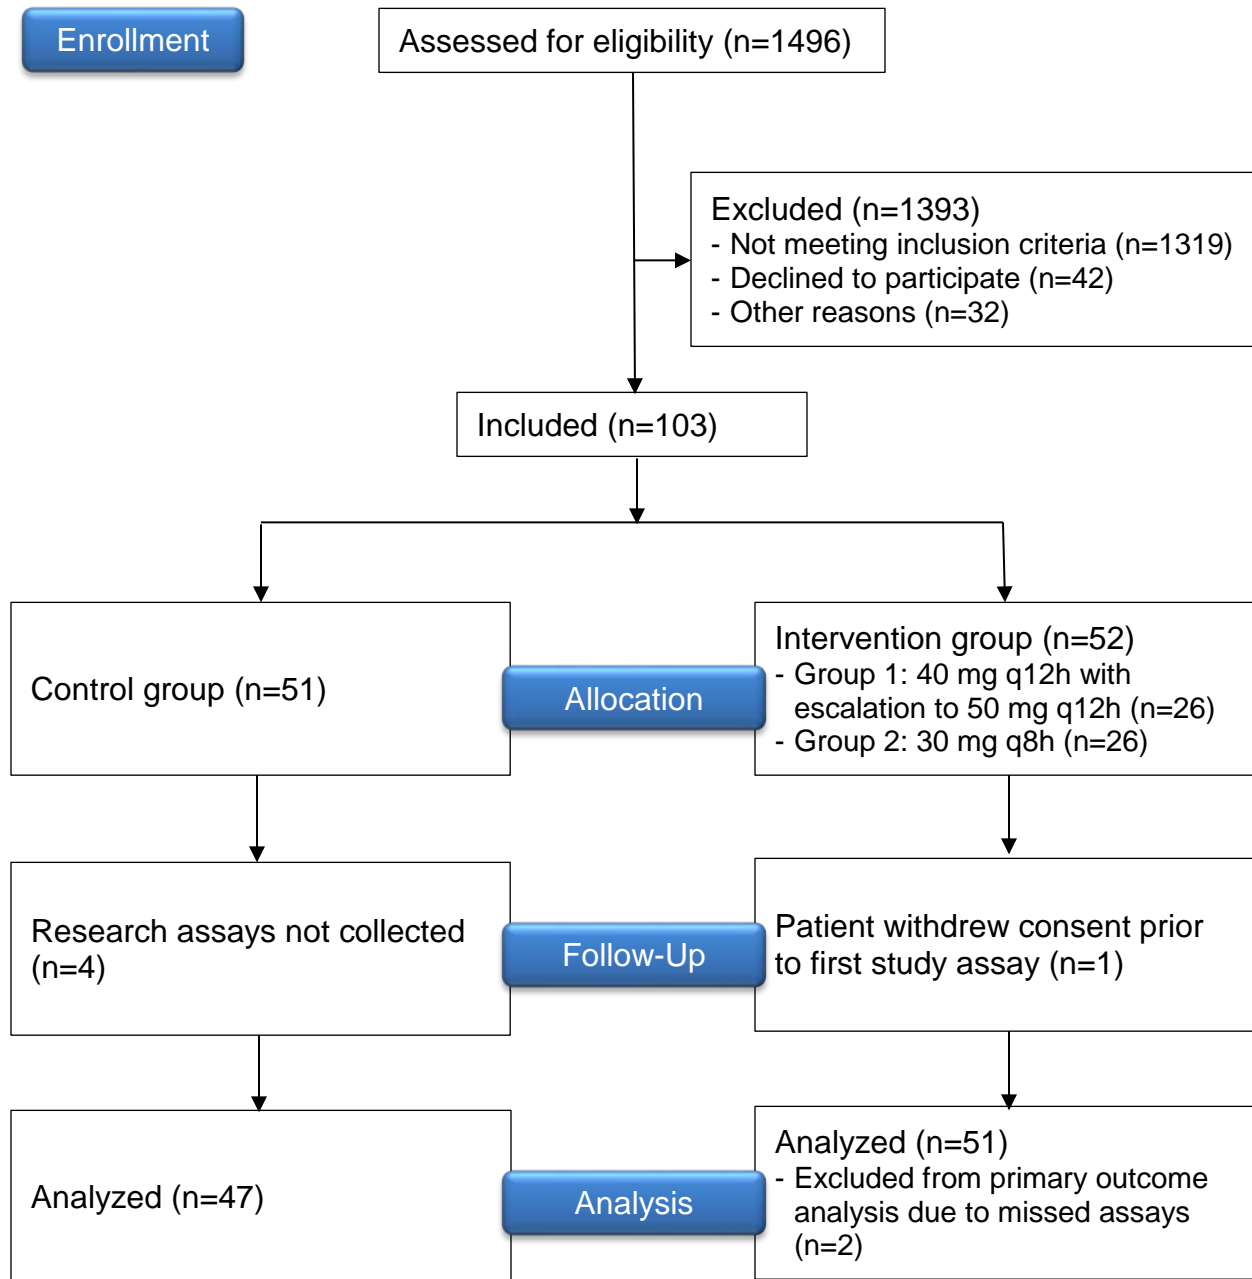 Enrollment
Assessed for eligibility (n=1496)
Excluded (n=1393)
- Not meeting inclusion criteria (n=1319)
- Declined to participate (n=42)
- Other reasons (n=32)
Included (n=103)
Control group (n=51)
Allocation
Intervention group (n=52)
- Group 1: 40 mg q12h with
escalation to 50 mg q12h (n=26)
- Group 2: 30 mg q8h (n=26)
Research assays not collected
(n=4)
Follow-Up
Patient withdrew consent prior
to first study assay (n=1)
Analyzed (n=47)
Analysis
Analyzed (n=51)
- Excluded from primary outcome
analysis due to missed assays
(n=2)